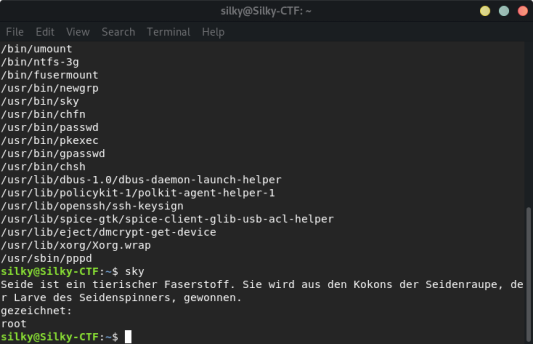 silky@Silky-CTF: ~
File Edit View Search Terminal Help
/bin/umount
/bin/ntfs-3g
/bin/fusermount
/usr/bin/newgrp
/usr/bin/sky
/usr/bin/chfn
/usr/bin/passwd
/usr/bin/pkexec
/usr/bin/gpasswd
/usr/bin/chsh
/usr/lib/dbus-1.0/dbus-daemon-launch-helper
/usr/lib/policykit-1/polkit-agent-helper-1
/usr/lib/openssh/ssh-keysign
/usr/lib/spice-gtk/spice-client-glib-usb-acl-helper
/usr/lib/eject/dmcrypt-get-device
/usr/lib/xorg/Xorg.wrap
/usr/sbin/pppd
silky@Silky-CTF:~$ sky
Seide ist ein tierischer Faserstoff. Sie wird aus den Kokons der Seidenraupe, de
r Larve des Seidenspinners, gewonnen.
gezeichnet:
root
silky@Silky-CTF:~$